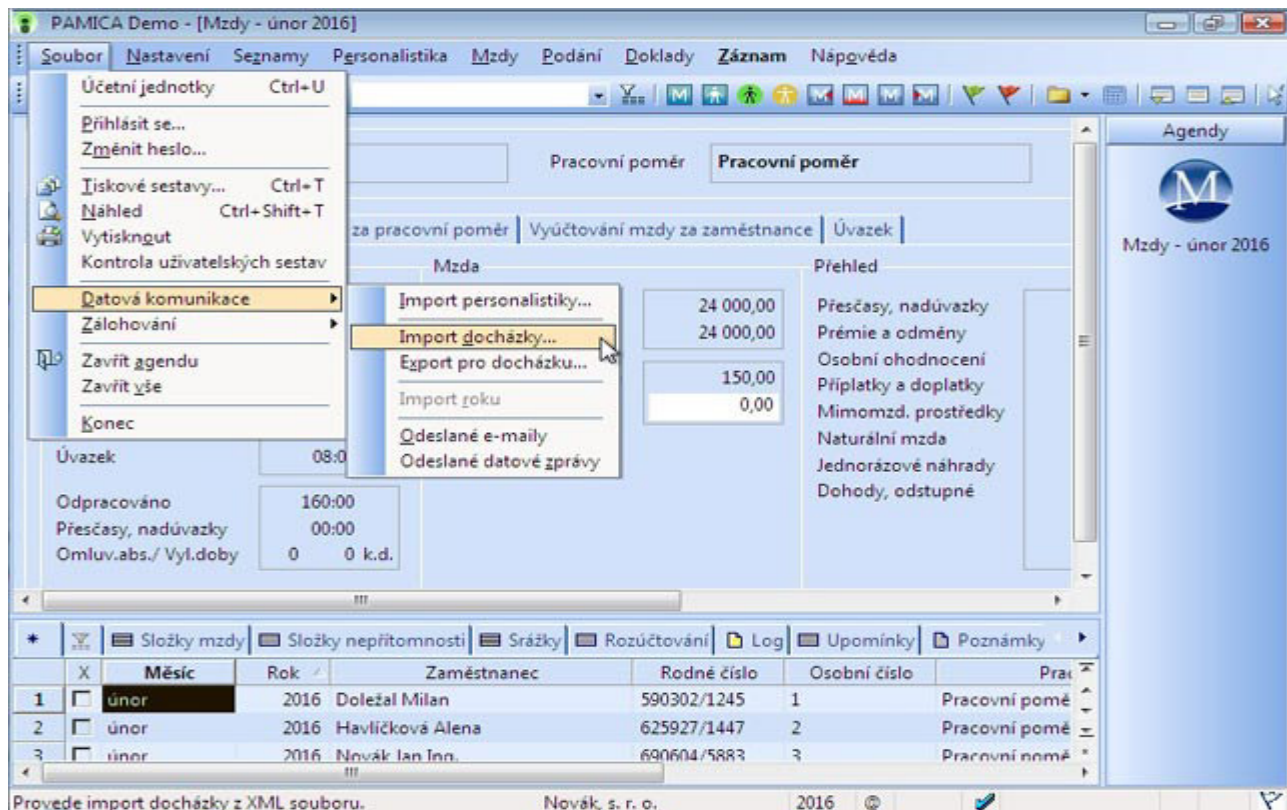 PAMICA Demo - [Mzdy - únor 2016]
Soubor Nastavení Seznamy Personalistika Mzdy Podání Doklady Záznam Nápověda
Účetní jednotky Ctrl+U
Přihlásit se...
Změnit heslo...
Tiskové sestavy... Ctrl+T
Náhled Ctrl+Shift+T
Vytisknout
Kontrola uživatelských sestav
Datová komunikace
Zálohování
Zavřít agendu
Zavřít vše
Konec
Import personalistiky...
Import docházky...
Export pro docházku...
Import roku
Odeslané e-maily
Odeslané datové zprávy
Pracovní poměr Pracovní poměr
za pracovní poměr Vyúčtování mzdy za zaměstnance Úvazek
Mzda
24 000,00
24 000,00
150,00
0,00
Přehled
Přesčasy, nadúvazky
Prémie a odměny
Osobní ohodnocení
Příplatky a doplatky
Mimomzd. prostředky
Naturální mzda
Jednorázové náhrady
Dohody, odstupné
Úvazek 08:0
Odpracováno 160:00
Přesčasy, nadúvazky 00:00
Omluv.abs./ Vyl.doby 0 0 k.d.
Agendy
Mzdy - únor 2016
* Složky mzdy Složky nepřítomnosti Srážky Rozúčtování Log Upomínky Poznámky
X Měsíc Rok Zaměstnanec Rodné číslo Osobní číslo Prac
1 únor 2016 Doležal Milan 590302/1245 1 Pracovní pomě
2 únor 2016 Havlíčková Alena 625927/1447 2 Pracovní pomě
3 únor 2016 Novák Jan Ing. 690604/5883 3 Pracovní pomě
Provede import docházky z XML souboru. Novák, s. r. o. 2016 @